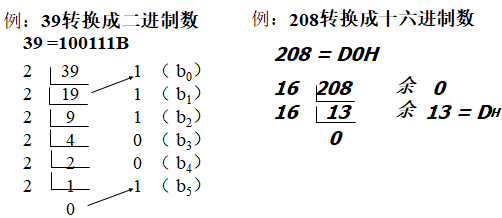 例：39转换成二进制数
39 =100111B
2 39 1 （b0）
2 19 1 （b1）
2 9 1 （b2）
2 4 0 （b3）
2 2 0 （b4）
2 1 1 （b5）
0
例：208转换成十六进制数
208 = D0H
16 208 余 0
16 13 余 13 = DH
0